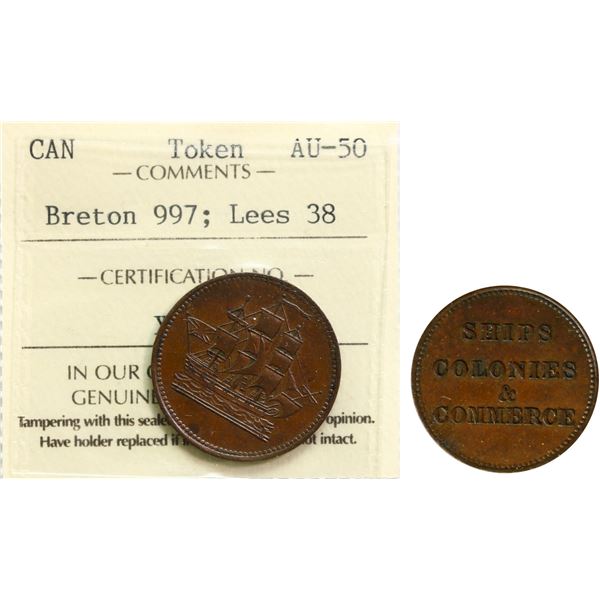 CAN Token AU-50
— COMMENTS —
Breton 997; Lees 38
— CERTIFICATION NO. —
IN OUR
GENUINE
Tampering with this seale opinion.
Have holder replaced if ot intact.
SHIPS
COLONIES
&
COMMERCE